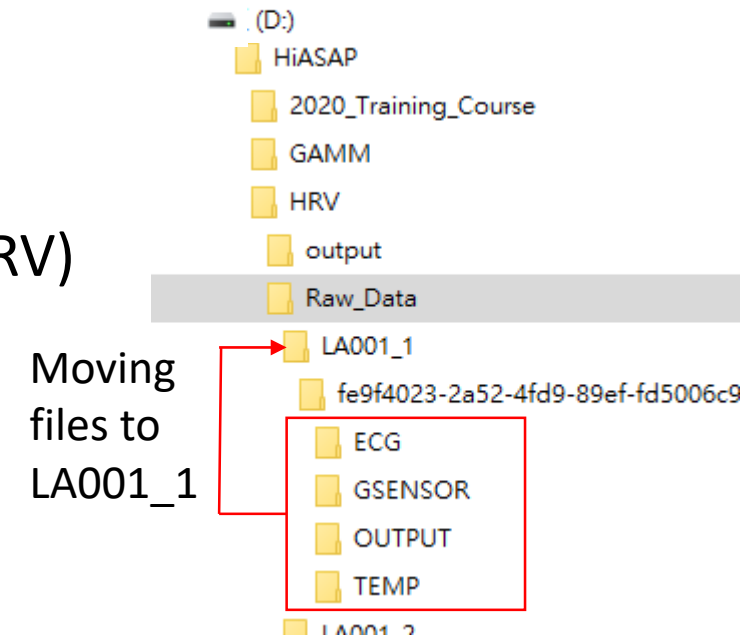 (D:)
HiASAP
2020_Training_Course
GAMM
HRV
RV)
output
Raw_Data
LA001_1
Moving
files to
LA001_1
fe9f4023-2a52-4fd9-89ef-fd5006c9
ECG
GSENSOR
OUTPUT
TEMP
LA001_2